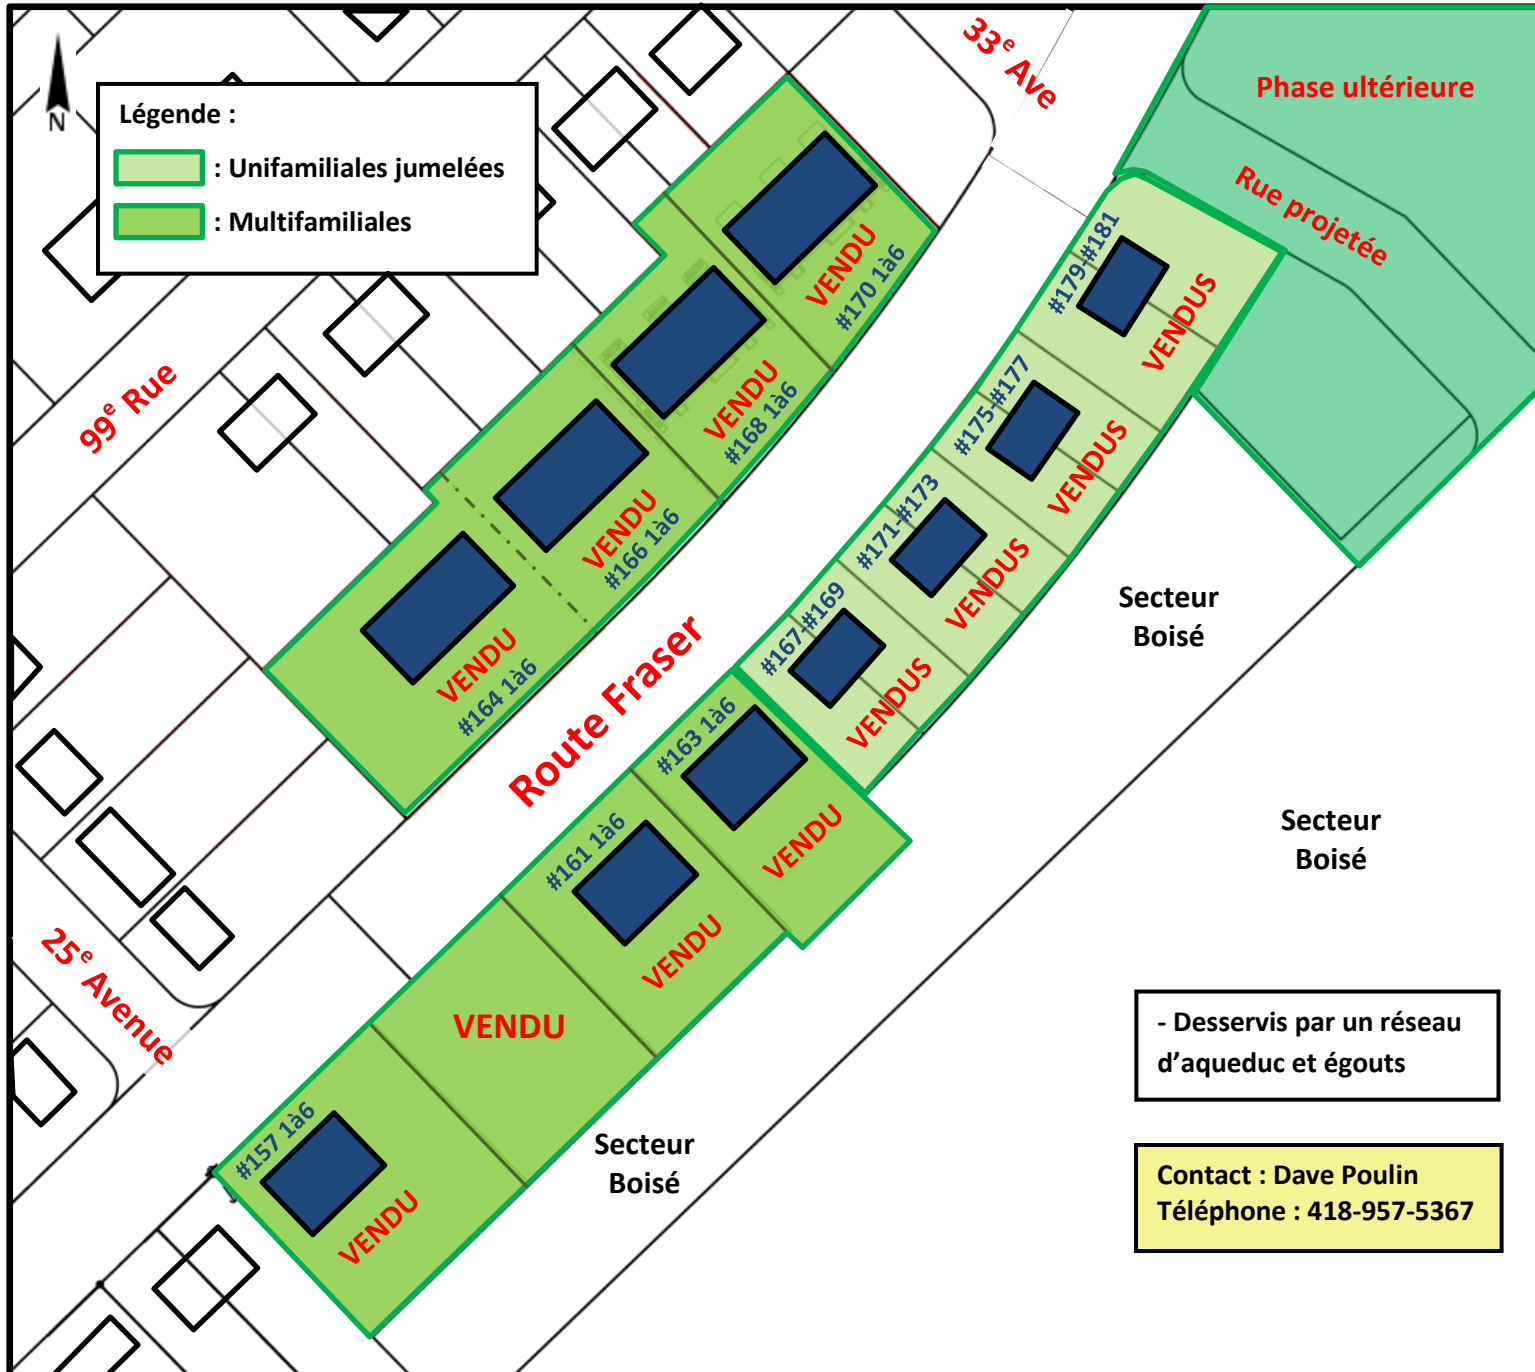 33e Ave
Phase ultérieure
N
Légende :
: Unifamiliales jumelées
: Multifamiliales
Rue projetée
VENDU
#170 1à6
#179-#181
VENDUS
99e Rue
VENDU
#168 1à6
#175-#177
VENDUS
VENDU
#166 1à6
#171-#173
VENDUS
VENDU
#164 1à6
#167-#169
VENDUS
Route Fraser
Secteur
Boisé
#163 1à6
VENDU
Secteur
Boisé
#161 1à6
VENDU
25e Avenue
VENDU
- Desservis par un réseau
d’aqueduc et égouts
#157 1à6
VENDU
Secteur
Boisé
Contact : Dave Poulin
Téléphone : 418-957-5367